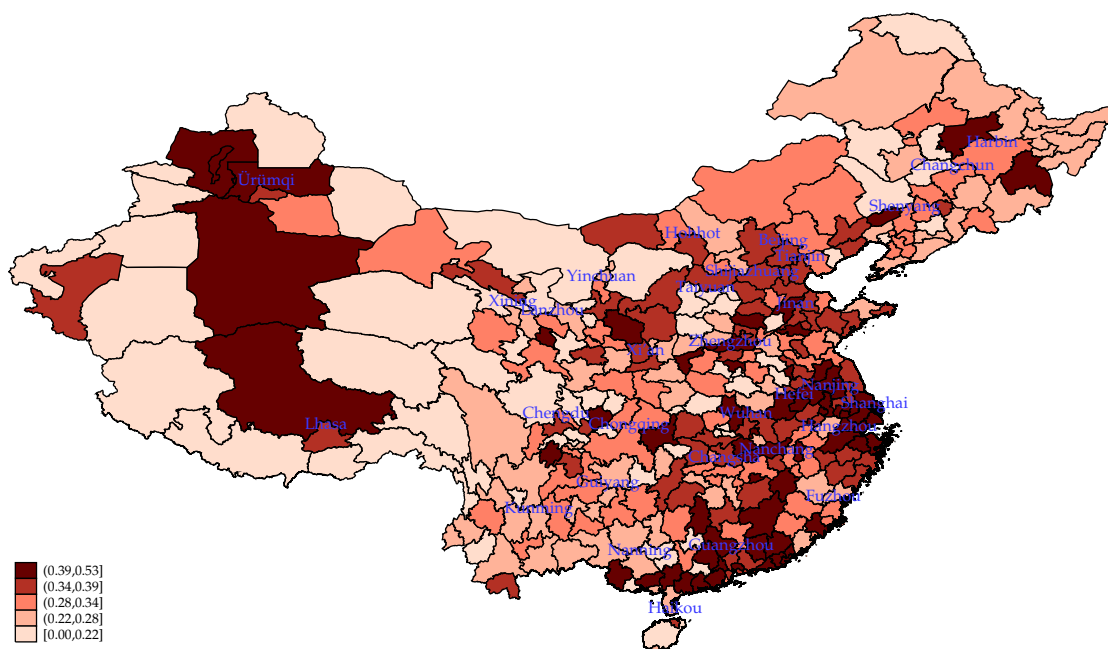 Harbin
Changchun
Ürümqi
Shenyang
Hohhot
Beijing
Tianjin
Yinchuan
Shijiazhuang
Taiyuan
Xining
Lanzhou
Jinan
Zhengzhou
Xi'an
Nanjing
Hefei
Shanghai
Chengdu
Wuhan
Lhasa
Chongqing
Hangzhou
Nanchang
Changsha
Guiyang
Fuzhou
Kunming
Guangzhou
Nanning
Haikou
(0.39,0.53]
(0.34,0.39]
(0.28,0.34]
(0.22,0.28]
[0.00,0.22]